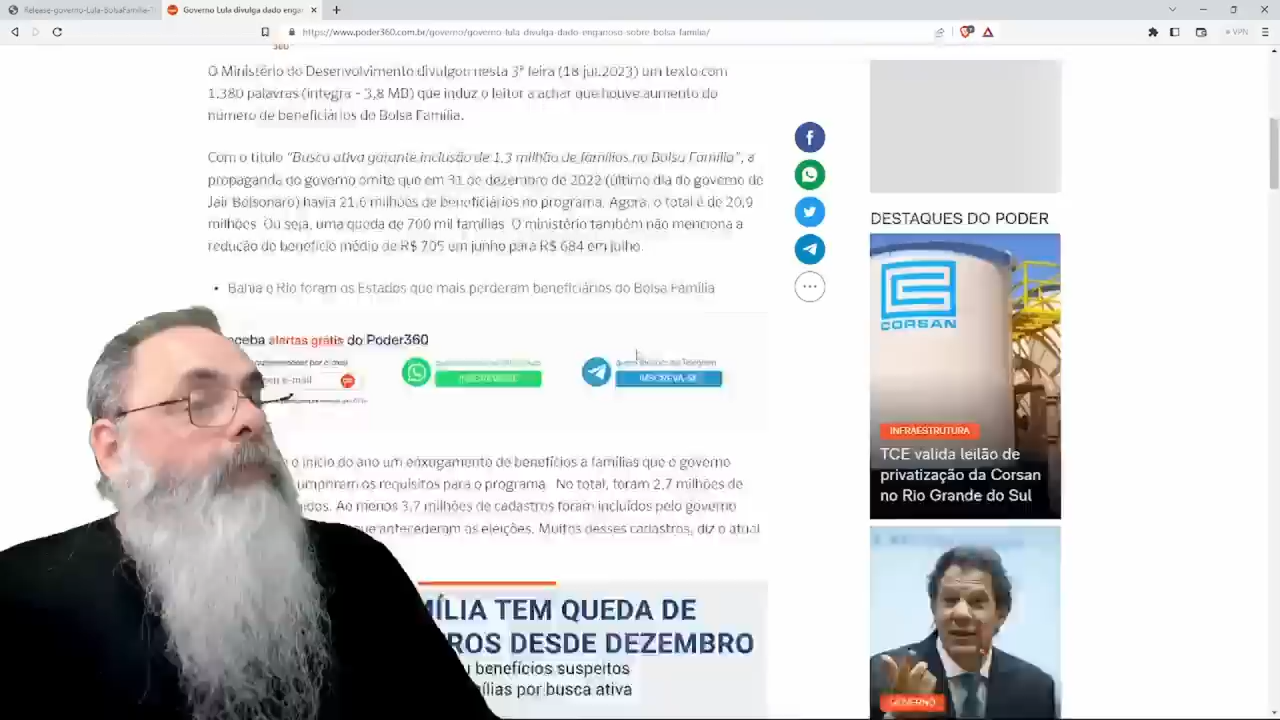 Release-governo-Lula-BolsaFamilia-1
Governo Lula divulga dado engan
https://www.poder360.com.br/governo/governo-lula-divulga-dado-enganoso-sobre-bolsa-familia/
VPN
360
O Ministério do Desenvolvimento divulgou nesta 3ª feira (18.jul.2023) um texto com
1.380 palavras (íntegra – 3,8 MB) que induz o leitor a achar que houve aumento do
número de beneficiários do Bolsa Família.
Com o título "Busca ativa garante inclusão de 1,3 milhão de famílias no Bolsa Família", a
propaganda do governo omite que em 31 de dezembro de 2022 (último dia do governo de
Jair Bolsonaro) havia 21,6 milhões de beneficiários no programa. Agora, o total é de 20,9
milhões. Ou seja, uma queda de 700 mil famílias. O ministério também não menciona a
redução do benefício médio de R$ 705 em junho para R$ 684 em julho.
• Bahia e Rio foram os Estados que mais perderam beneficiários do Bolsa Família
ceba alertas grátis do Poder360
e-mail
INSCREVA-SE
INSCREVA-SE
o início do ano um enxugamento de benefícios a famílias que o governo
mpriram os requisitos para o programa. No total, foram 2,7 milhões de
dos. Ao menos 3,7 milhões de cadastros foram incluídos pelo governo
que antecederam as eleições. Muitos desses cadastros, diz o atual
MÍLIA TEM QUEDA DE
ROS DESDE DEZEMBRO
u benefícios suspeitos
mílias por busca ativa
DESTAQUES DO PODER
CORSAN
INFRAESTRUTURA
TCE valida leilão de
privatização da Corsan
no Rio Grande do Sul
GOVERNO